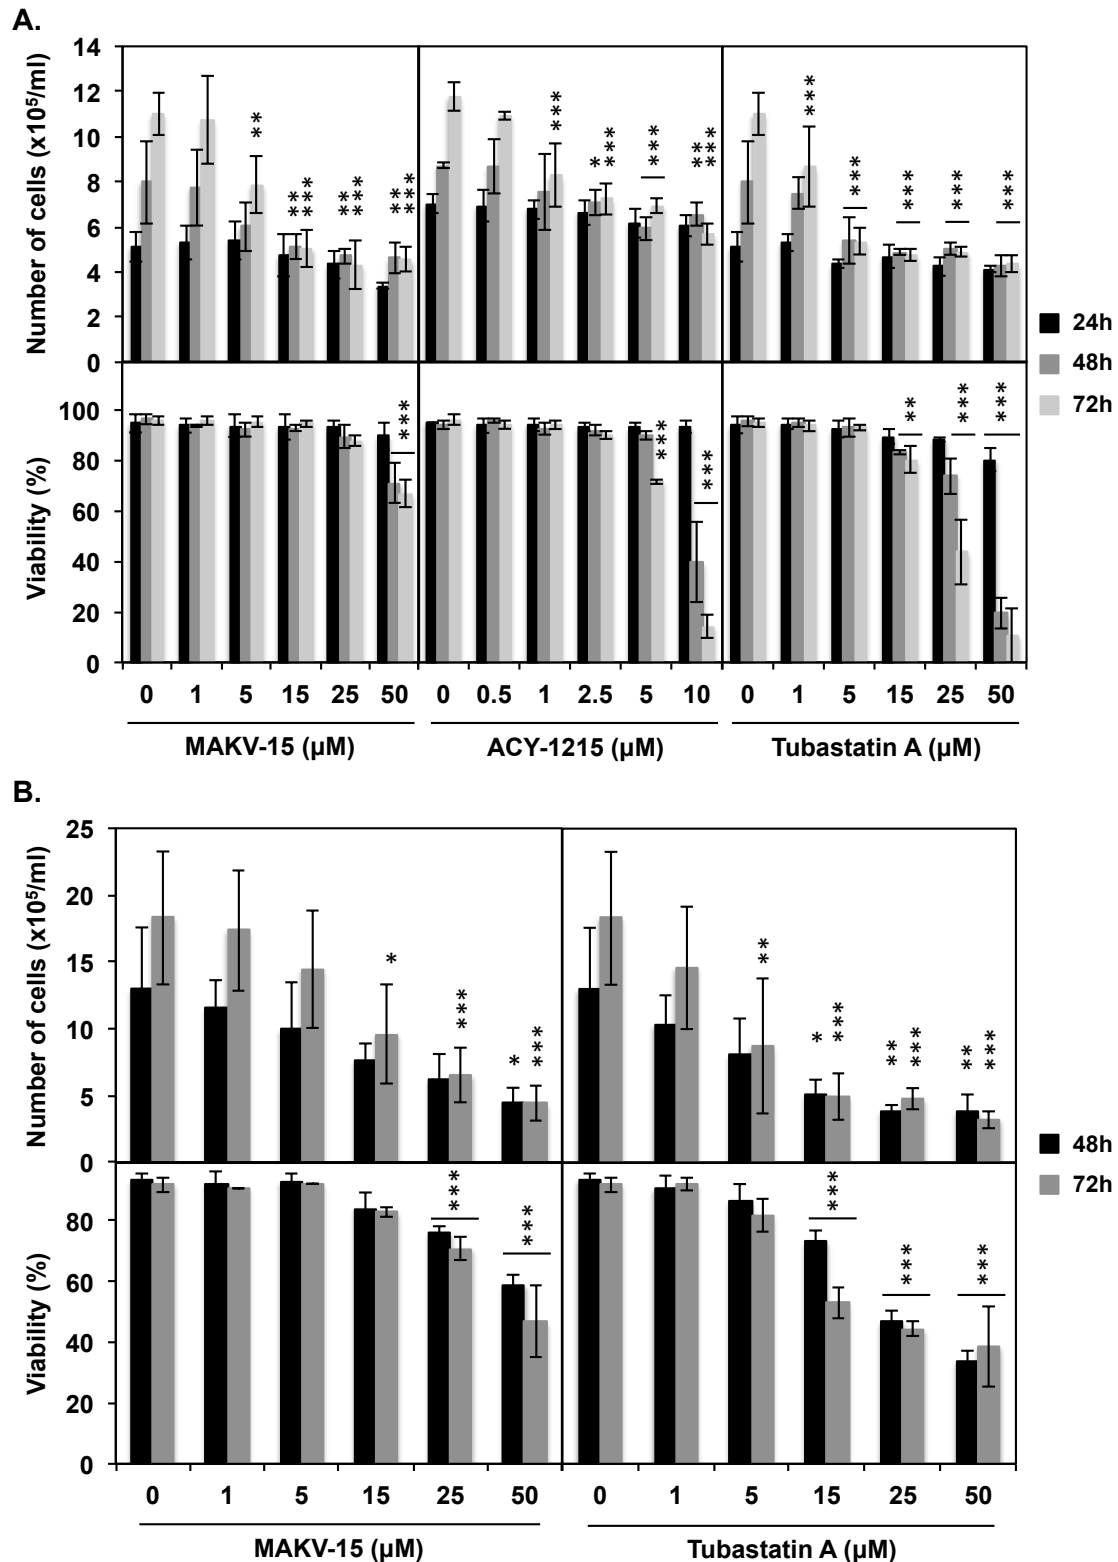 A.
Number of cells (x10⁵/ml)
14
12
10
8
6
4
2
0
** ** *** ** *** ** ***
*** * *** *** ** ***
*** *** *** *** ***
24h
48h
72h
Viability (%)
100
80
60
40
20
0
***
*** ***
** *** ***
0 1 5 15 25 50 0 0.5 1 2.5 5 10 0 1 5 15 25 50
MAKV-15 (µM) ACY-1215 (µM) Tubastatin A (µM)
B.
Number of cells (x10⁵/ml)
25
20
15
10
5
0
* *** * ***
** * *** ** *** ** ***
48h
72h
Viability (%)
80
60
40
20
0
*** ***
*** *** ***
0 1 5 15 25 50 0 1 5 15 25 50
MAKV-15 (µM) Tubastatin A (µM)